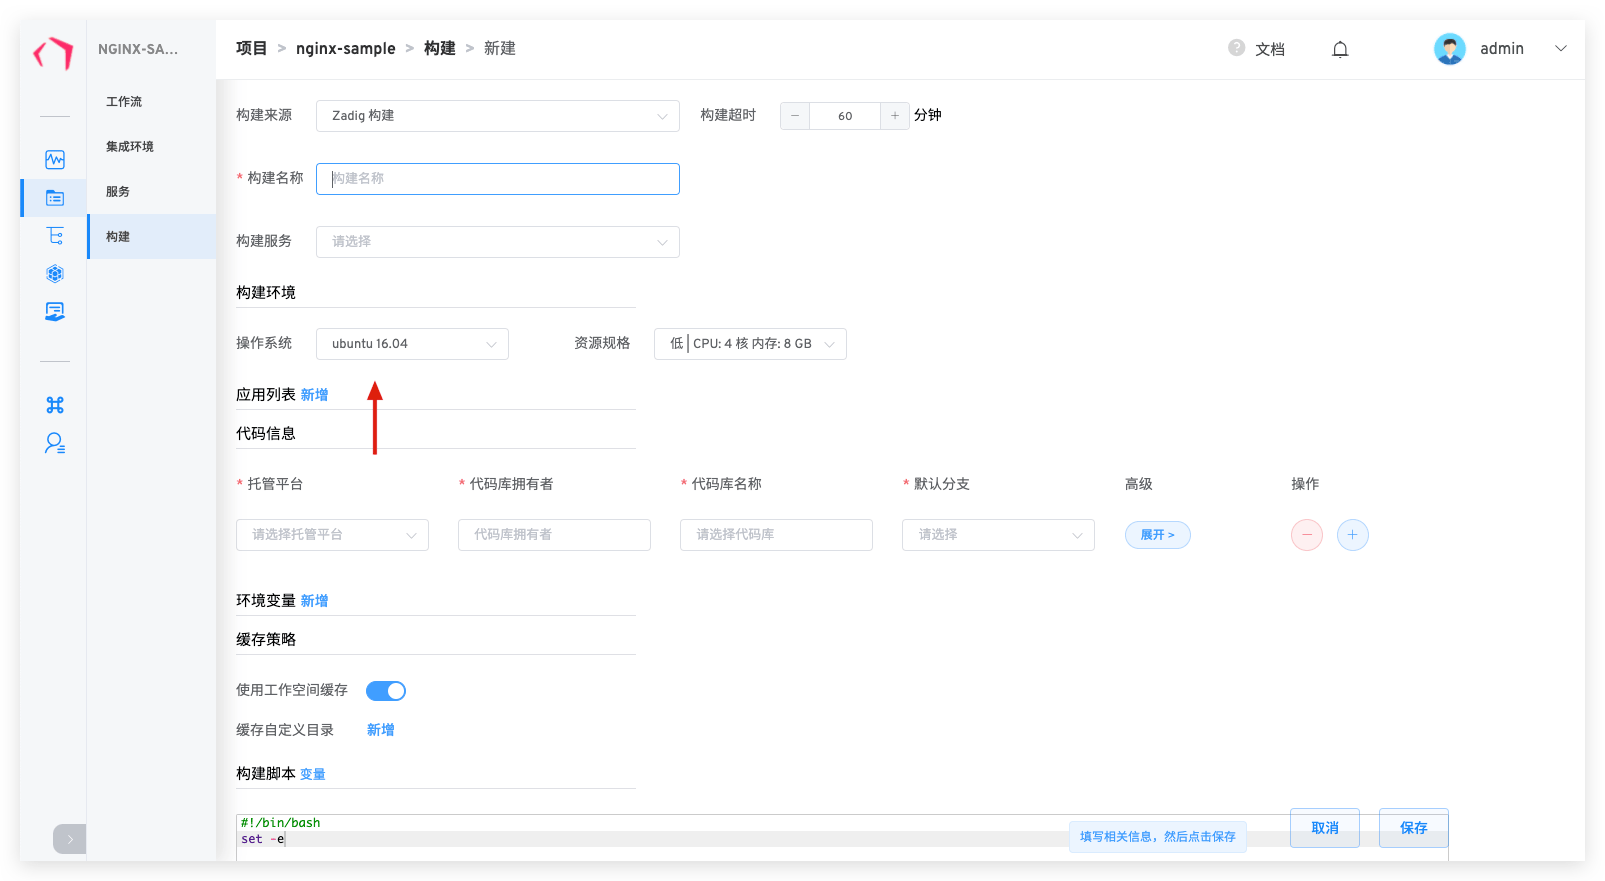 NGINX-SA...
项目 > nginx-sample > 构建 > 新建
? 文档
admin
工作流
集成环境
服务
构建
构建来源 Zadig 构建 构建超时 − 60 + 分钟
* 构建名称 构建名称
构建服务 请选择
构建环境
操作系统 ubuntu 16.04 资源规格 低 | CPU: 4 核 内存: 8 GB
应用列表 新增
代码信息
* 托管平台 * 代码库拥有者 * 代码库名称 * 默认分支 高级 操作
请选择托管平台 代码库拥有者 请选择代码库 请选择 展开 > − +
环境变量 新增
缓存策略
使用工作空间缓存
缓存自定义目录 新增
构建脚本 变量
#!/bin/bash
set -e
填写相关信息，然后点击保存 取消 保存